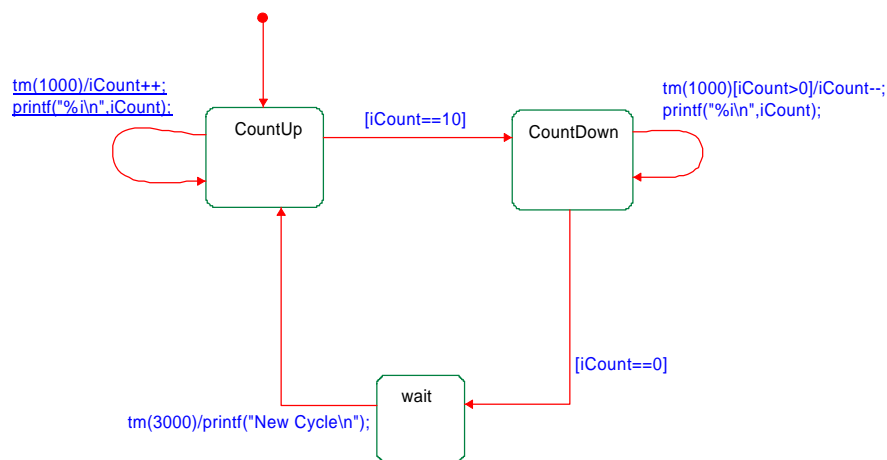 tm(1000)/iCount++;
printf("%i\n",iCount);
CountUp
[iCount==10]
CountDown
tm(1000)[iCount>0]/iCount--;
printf("%i\n",iCount);
[iCount==0]
wait
tm(3000)/printf("New Cycle\n");